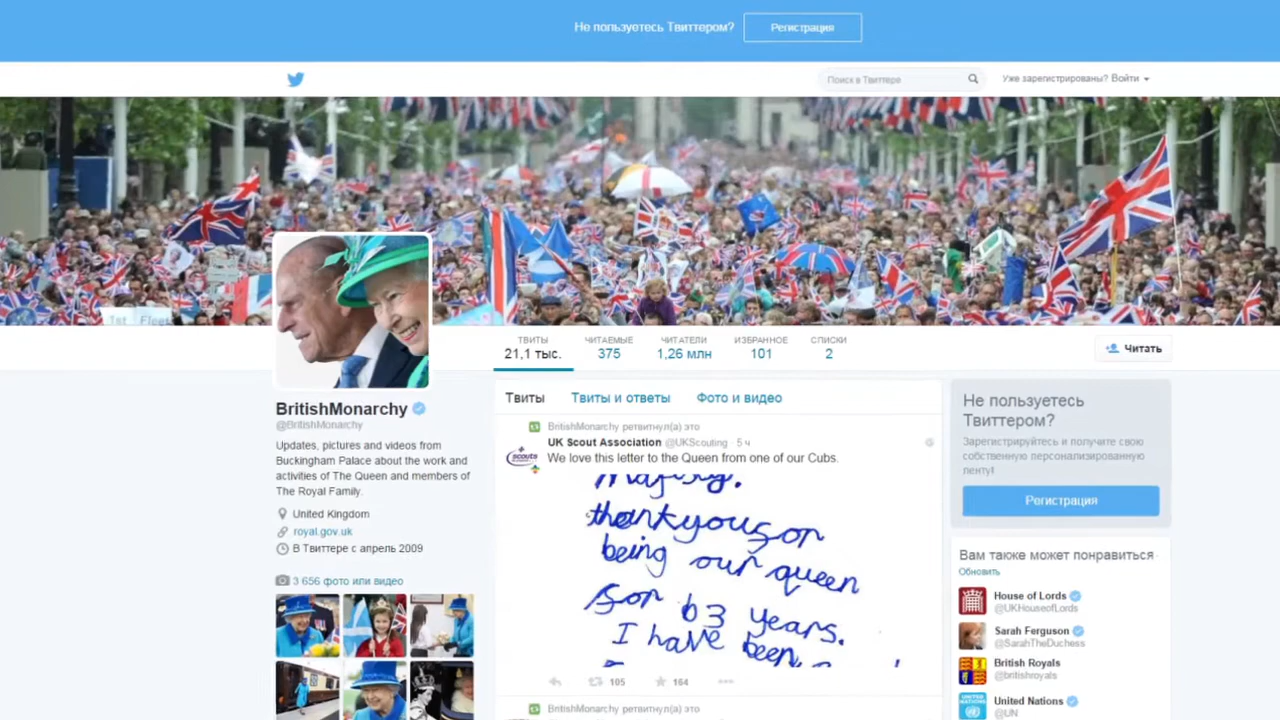 Не пользуетесь Твиттером? Регистрация
Поиск в Твиттере
Уже зарегистрированы? Войти
1st Fleet
ТВИТЫ
21,1 тыс.
ЧИТАЕМЫЕ
375
ЧИТАТЕЛИ
1,26 млн
ИЗБРАННОЕ
101
СПИСКИ
2
Читать
BritishMonarchy
@BritishMonarchy
Updates, pictures and videos from
Buckingham Palace about the work and
activities of The Queen and members of
The Royal Family.
United Kingdom
royal.gov.uk
В Твиттере с апрель 2009
3 656 фото или видео
Твиты Твиты и ответы Фото и видео
BritishMonarchy ретвитнул(а) это
UK Scout Association @UKScouting · 5 ч
scouts
We love this letter to the Queen from one of our Cubs.
thankyou for
being our queen
for 63 years.
I have been
105 164
BritishMonarchy ретвитнул(а) это
Не пользуетесь
Твиттером?
Зарегистрируйтесь и получите свою
собственную персонализированную
ленту!
Регистрация
Вам также может понравиться ·
Обновить
House of Lords
@UKHouseofLords
Sarah Ferguson
@SarahTheDuchess
British Royals
@britishroyals
United Nations
@UN